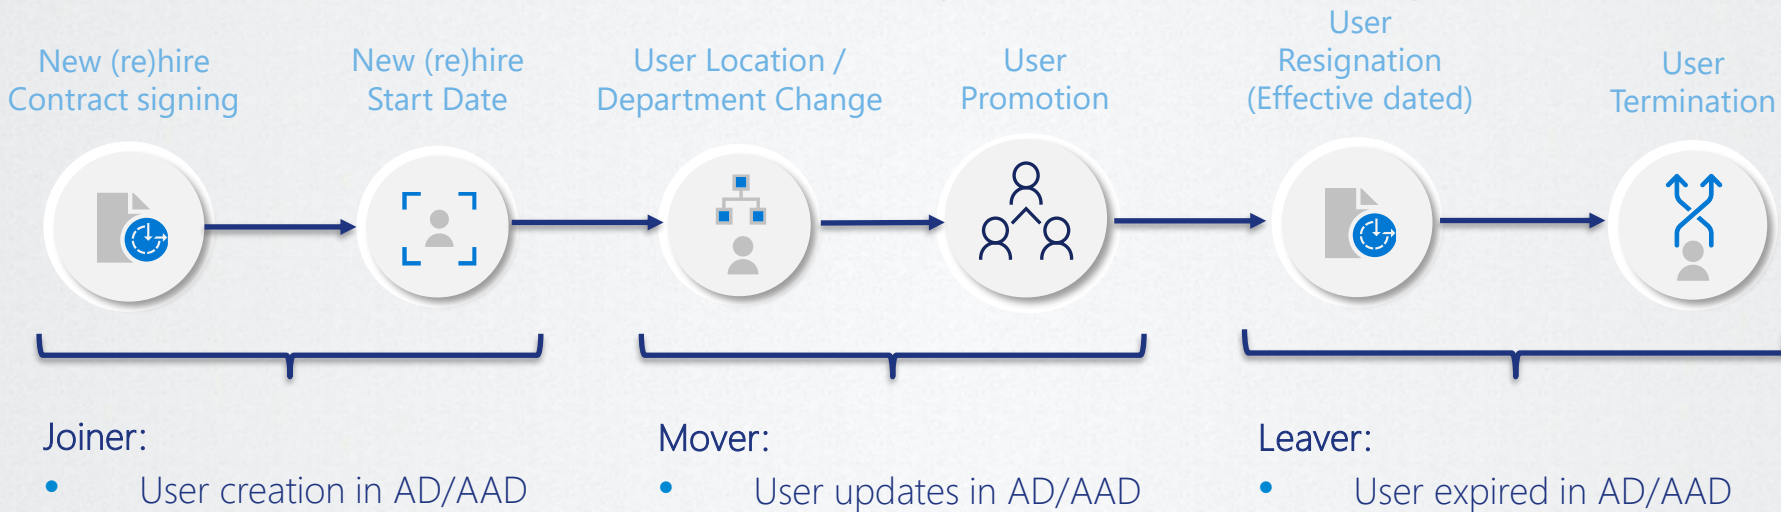 New (re)hire
Contract signing
New (re)hire
Start Date
User Location /
Department Change
User
Promotion
User
Resignation
(Effective dated)
User
Termination
Joiner:
• User creation in AD/AAD
Mover:
• User updates in AD/AAD
Leaver:
• User expired in AD/AAD